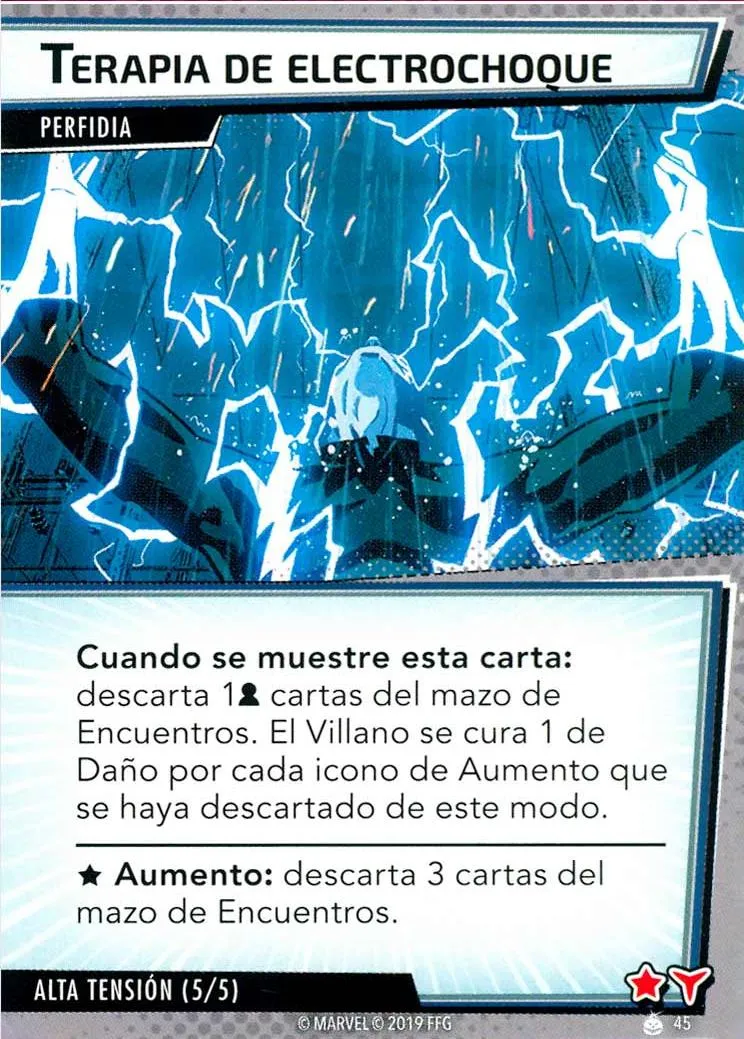 TERAPIA DE ELECTROCHOQUE
PERFIDIA
Cuando se muestre esta carta:
descarta 1 cartas del mazo de
Encuentros. El Villano se cura 1 de
Daño por cada icono de Aumento que
se haya descartado de este modo.
★ Aumento: descarta 3 cartas del
mazo de Encuentros.
ALTA TENSIÓN (5/5)
© MARVEL © 2019 FFG
45